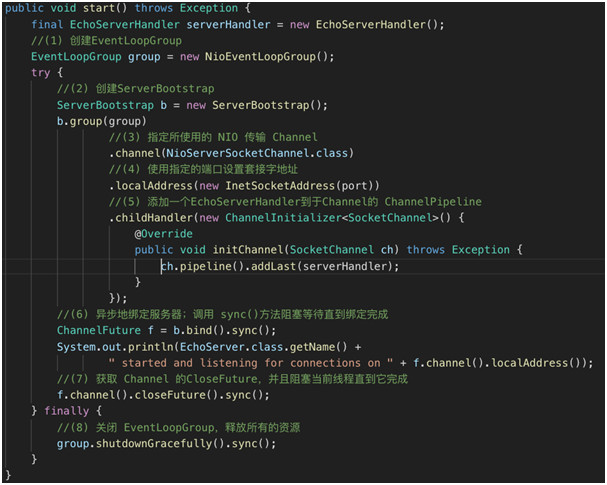 public void start() throws Exception {
    final EchoServerHandler serverHandler = new EchoServerHandler();
    //(1) 创建EventLoopGroup
    EventLoopGroup group = new NioEventLoopGroup();
    try {
        //(2) 创建ServerBootstrap
        ServerBootstrap b = new ServerBootstrap();
        b.group(group)
                //(3) 指定所使用的 NIO 传输 Channel
                .channel(NioServerSocketChannel.class)
                //(4) 使用指定的端口设置套接字地址
                .localAddress(new InetSocketAddress(port))
                //(5) 添加一个EchoServerHandler到于Channel的 ChannelPipeline
                .childHandler(new ChannelInitializer<SocketChannel>() {
                    @Override
                    public void initChannel(SocketChannel ch) throws Exception {
                        ch.pipeline().addLast(serverHandler);
                    }
                });
        //(6) 异步地绑定服务器；调用 sync()方法阻塞等待直到绑定完成
        ChannelFuture f = b.bind().sync();
        System.out.println(EchoServer.class.getName() +
                " started and listening for connections on " + f.channel().localAddress());
        //(7) 获取 Channel 的CloseFuture，并且阻塞当前线程直到它完成
        f.channel().closeFuture().sync();
    } finally {
        //(8) 关闭 EventLoopGroup，释放所有的资源
        group.shutdownGracefully().sync();
    }
}